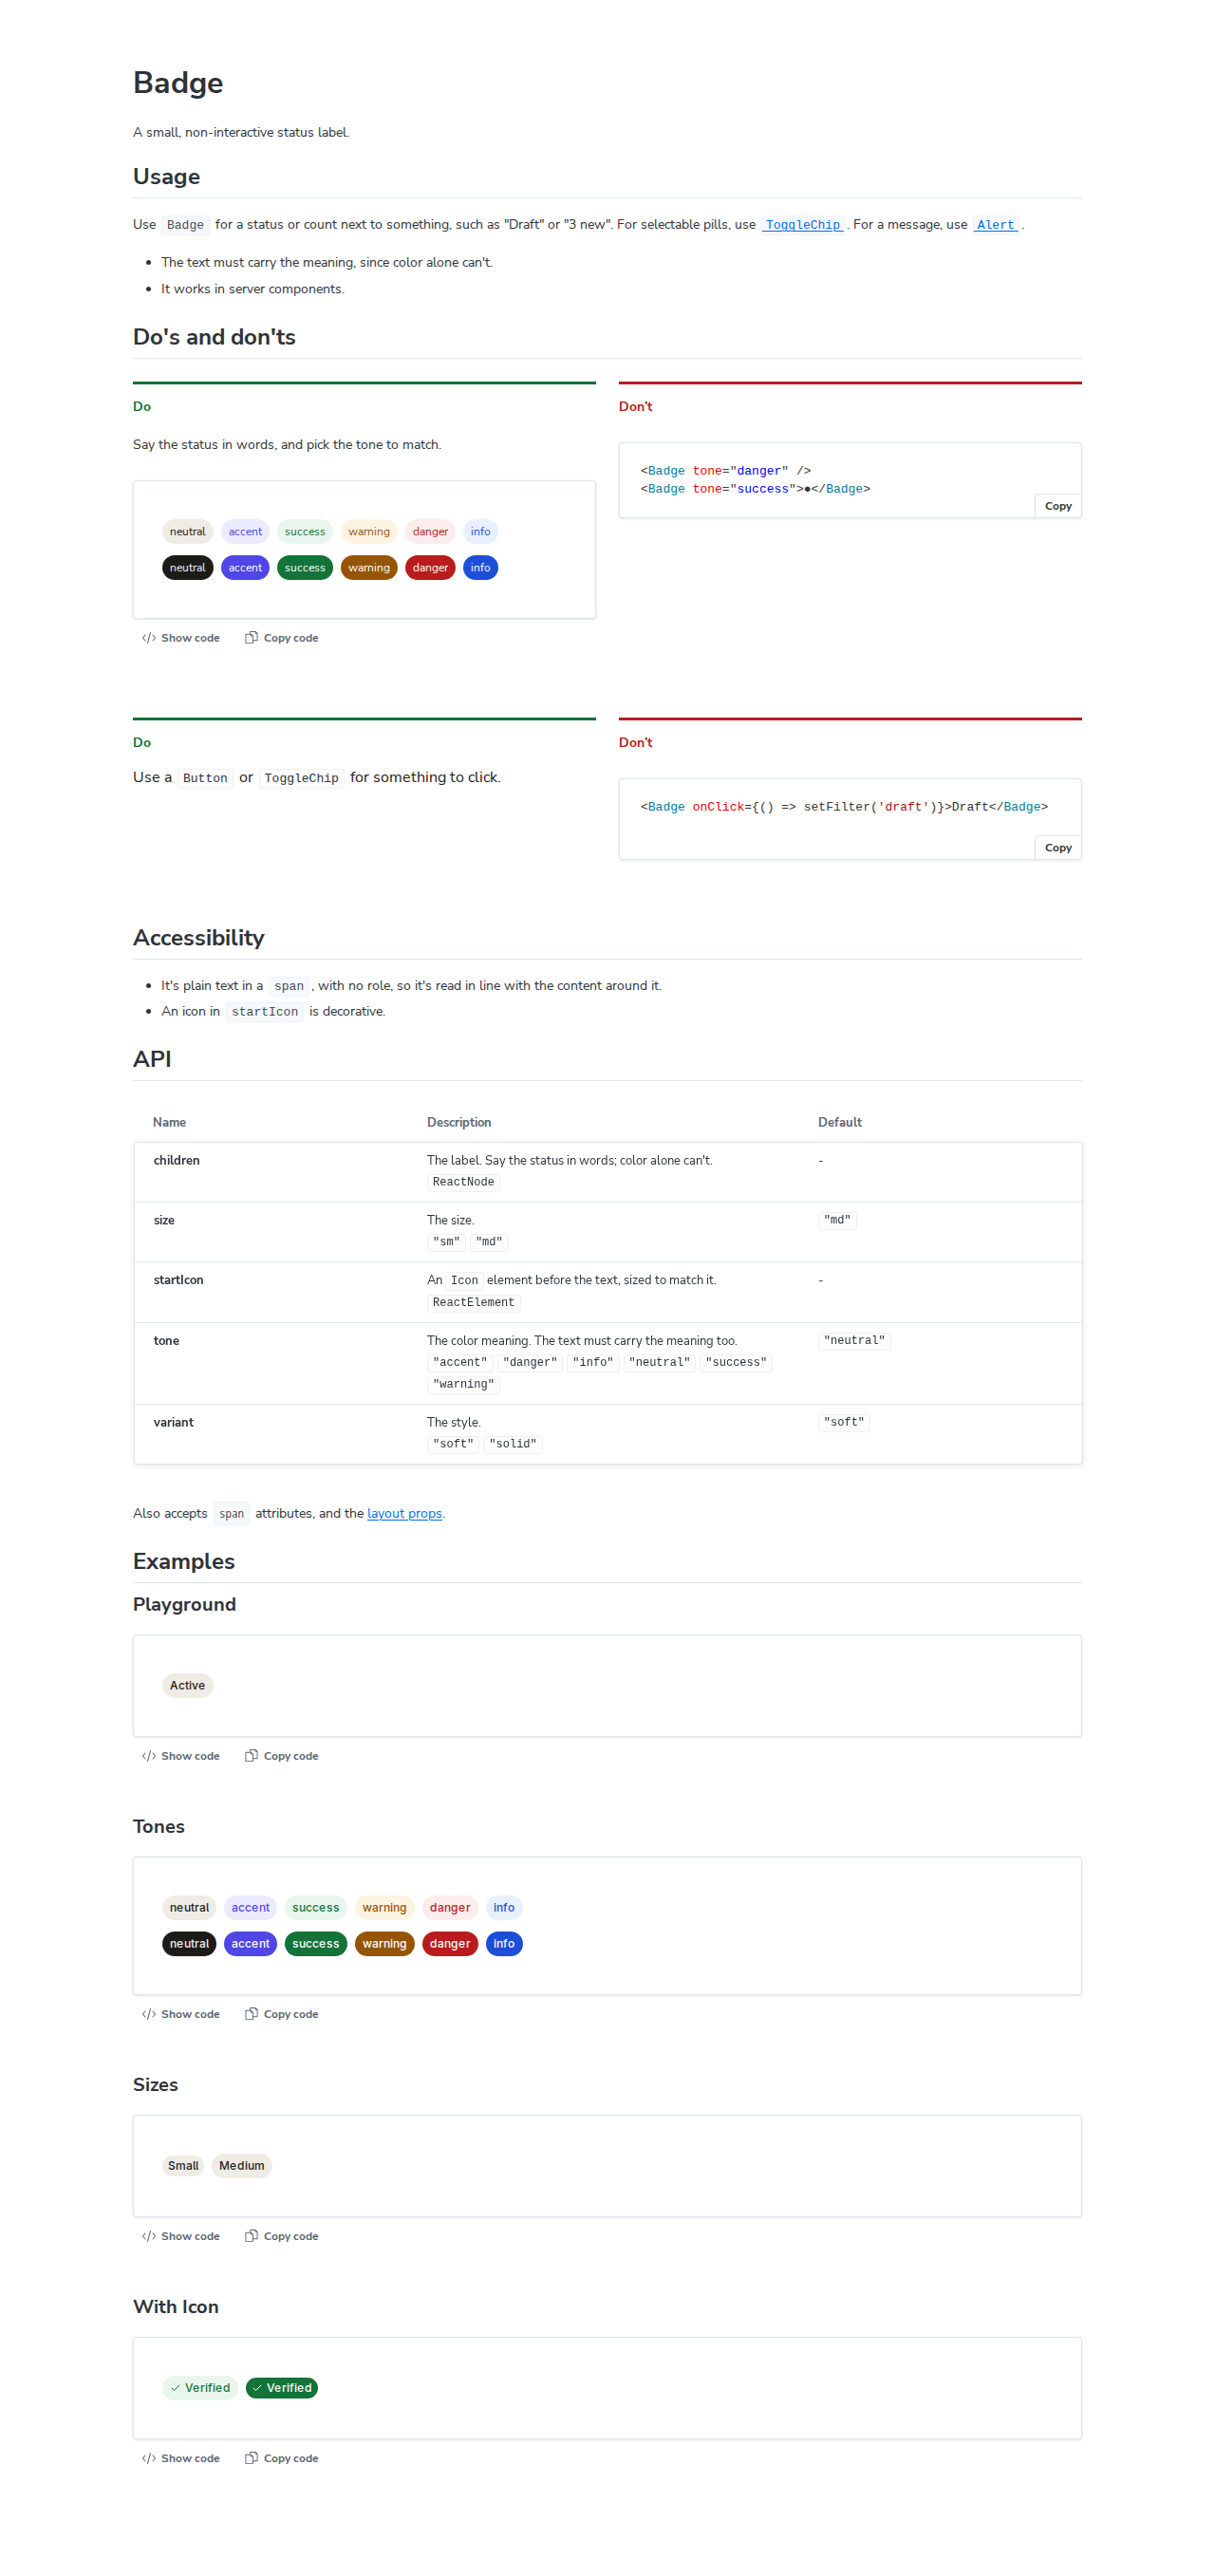 Badge
A small, non-interactive status label.
Usage
Use Badge for a status or count next to something, such as "Draft" or "3 new". For selectable pills, use ToggleChip. For a message, use Alert.
The text must carry the meaning, since color alone can't.
It works in server components.
Do's and don'ts
Do
Say the status in words, and pick the tone to match.
neutral accent success warning danger info
neutral accent success warning danger info
Show code Copy code
Don't
<Badge tone="danger" />
<Badge tone="success">●</Badge>
Copy
Do
Use a Button or ToggleChip for something to click.
Don't
<Badge onClick={() => setFilter('draft')}>Draft</Badge>
Copy
Accessibility
It's plain text in a span, with no role, so it's read in line with the content around it.
An icon in startIcon is decorative.
API
Name Description Default
children The label. Say the status in words; color alone can't. -
ReactNode
size The size. "md"
"sm" "md"
startIcon An Icon element before the text, sized to match it. -
ReactElement
tone The color meaning. The text must carry the meaning too. "neutral"
"accent" "danger" "info" "neutral" "success"
"warning"
variant The style. "soft"
"soft" "solid"
Also accepts span attributes, and the layout props.
Examples
Playground
Active
Show code Copy code
Tones
neutral accent success warning danger info
neutral accent success warning danger info
Show code Copy code
Sizes
Small Medium
Show code Copy code
With Icon
Verified Verified
Show code Copy code